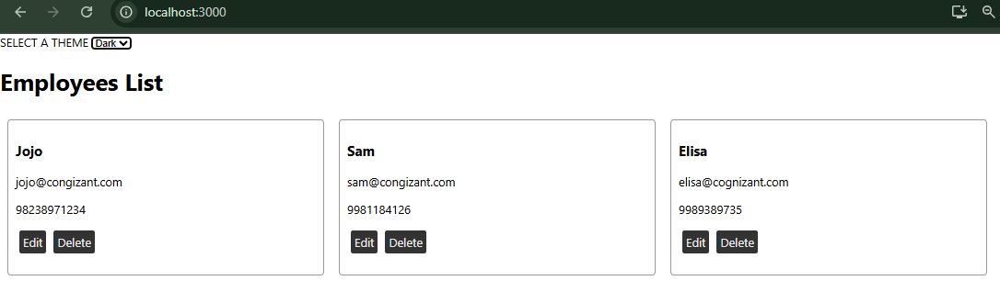 localhost:3000
SELECT A THEME Dark
Employees List
Jojo
jojo@congizant.com
98238971234
Edit Delete
Sam
sam@congizant.com
9981184126
Edit Delete
Elisa
elisa@cognizant.com
9989389735
Edit Delete